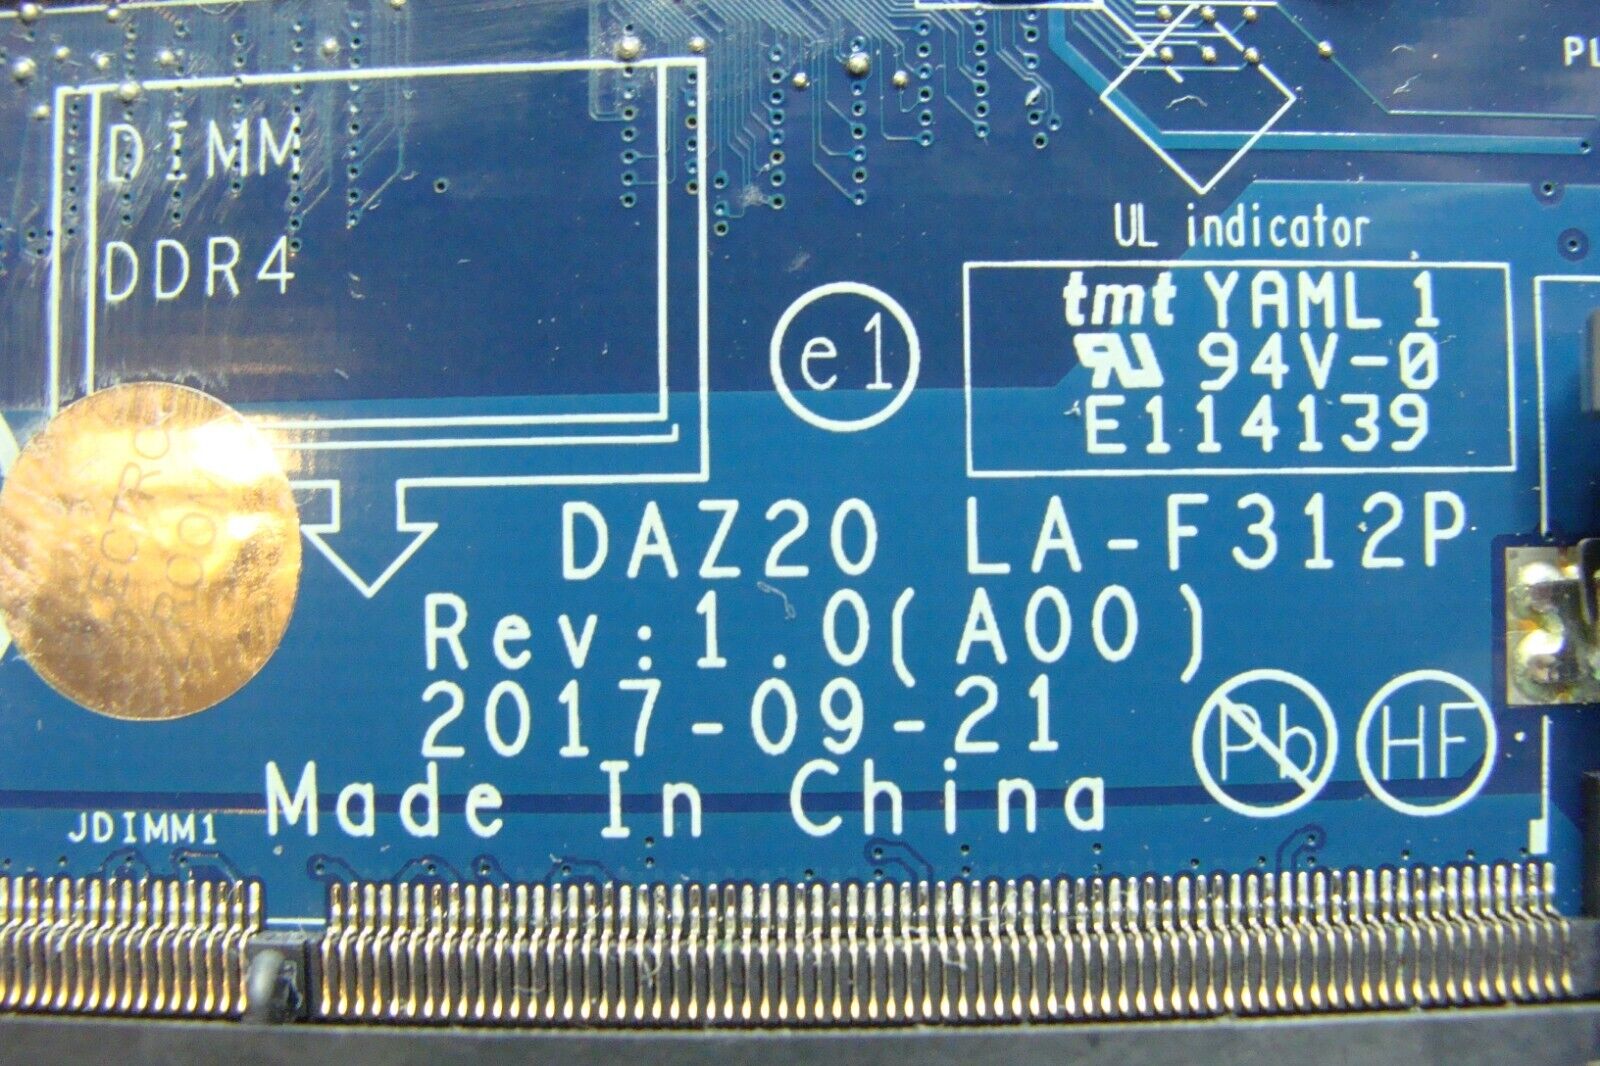 PL
DIMM
DDR4
UL indicator
e1
tmt YAML 1
94V-0
E114139
DAZ20 LA-F312P
Rev:1.0(A00)
2017-09-21
Pb
HF
Made In China
JDIMM1